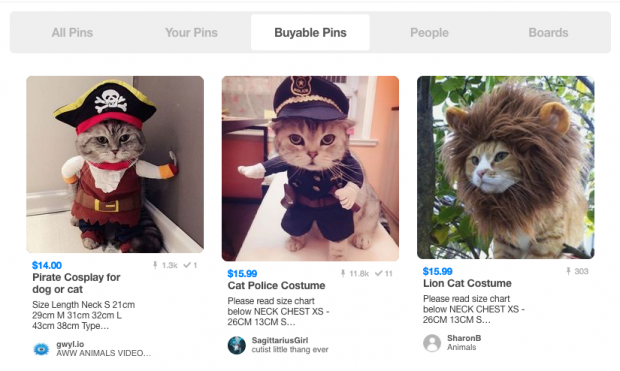 All Pins
Your Pins
Buyable Pins
People
Boards
POLICE
$14.00
1.3k
1
Pirate Cosplay for
dog or cat
Size Length Neck S 21cm
29cm M 31cm 32cm L
43cm 38cm Type...
gwyl.io
AWW ANIMALS VIDEO...
$15.99
11.8k
11
Cat Police Costume
Please read size chart
below NECK CHEST XS -
26CM 13CM S...
SagittariusGirl
cutist little thang ever
$15.99
303
Lion Cat Costume
Please read size chart
below NECK CHEST XS -
26CM 13CM S...
SharonB
Animals